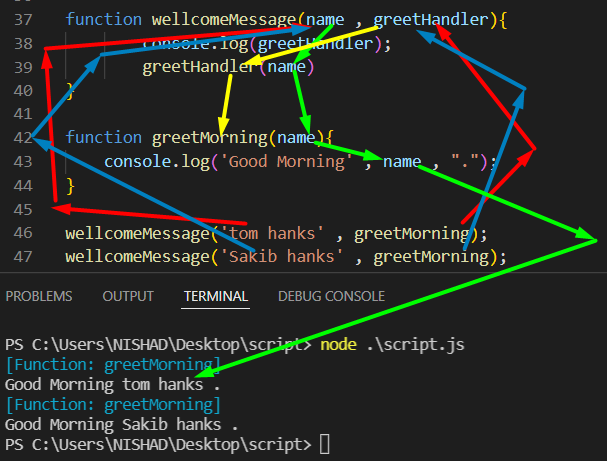 37 function wellcomeMessage(name , greetHandler){
38 console.log(greetHandler);
39 greetHandler(name)
40 }
41
42 function greetMorning(name){
43 console.log('Good Morning' , name , ".");
44 }
45
46 wellcomeMessage('tom hanks' , greetMorning);
47 wellcomeMessage('Sakib hanks' , greetMorning);
PROBLEMS OUTPUT TERMINAL DEBUG CONSOLE
PS C:\Users\NISHAD\Desktop\script> node .\script.js
[Function: greetMorning]
Good Morning tom hanks .
[Function: greetMorning]
Good Morning Sakib hanks .
PS C:\Users\NISHAD\Desktop\script>